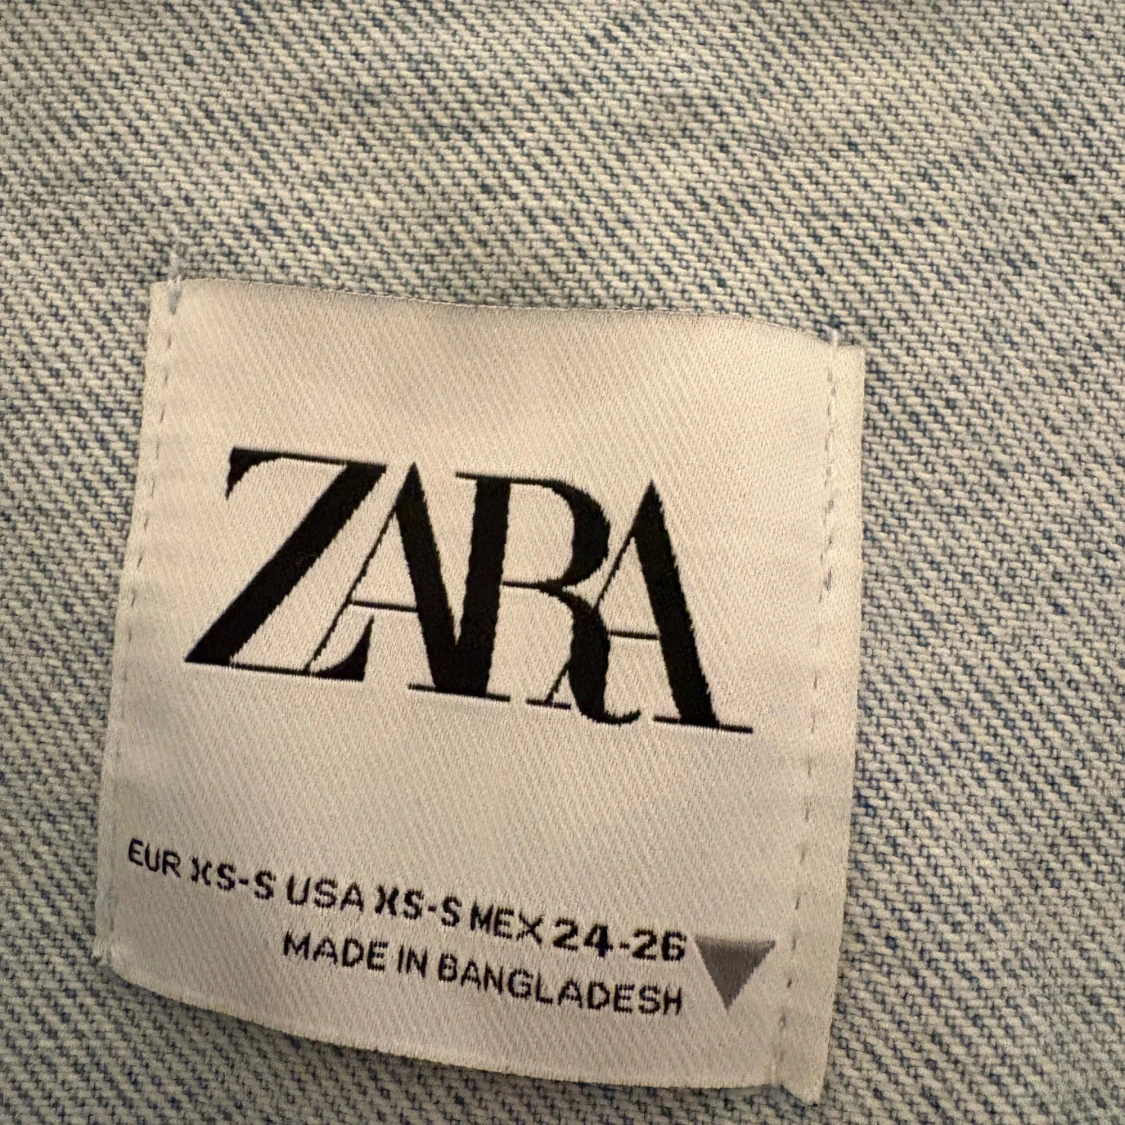 ZARA
EUR XS-S USA XS-S MEX 24-26
MADE IN BANGLADESH